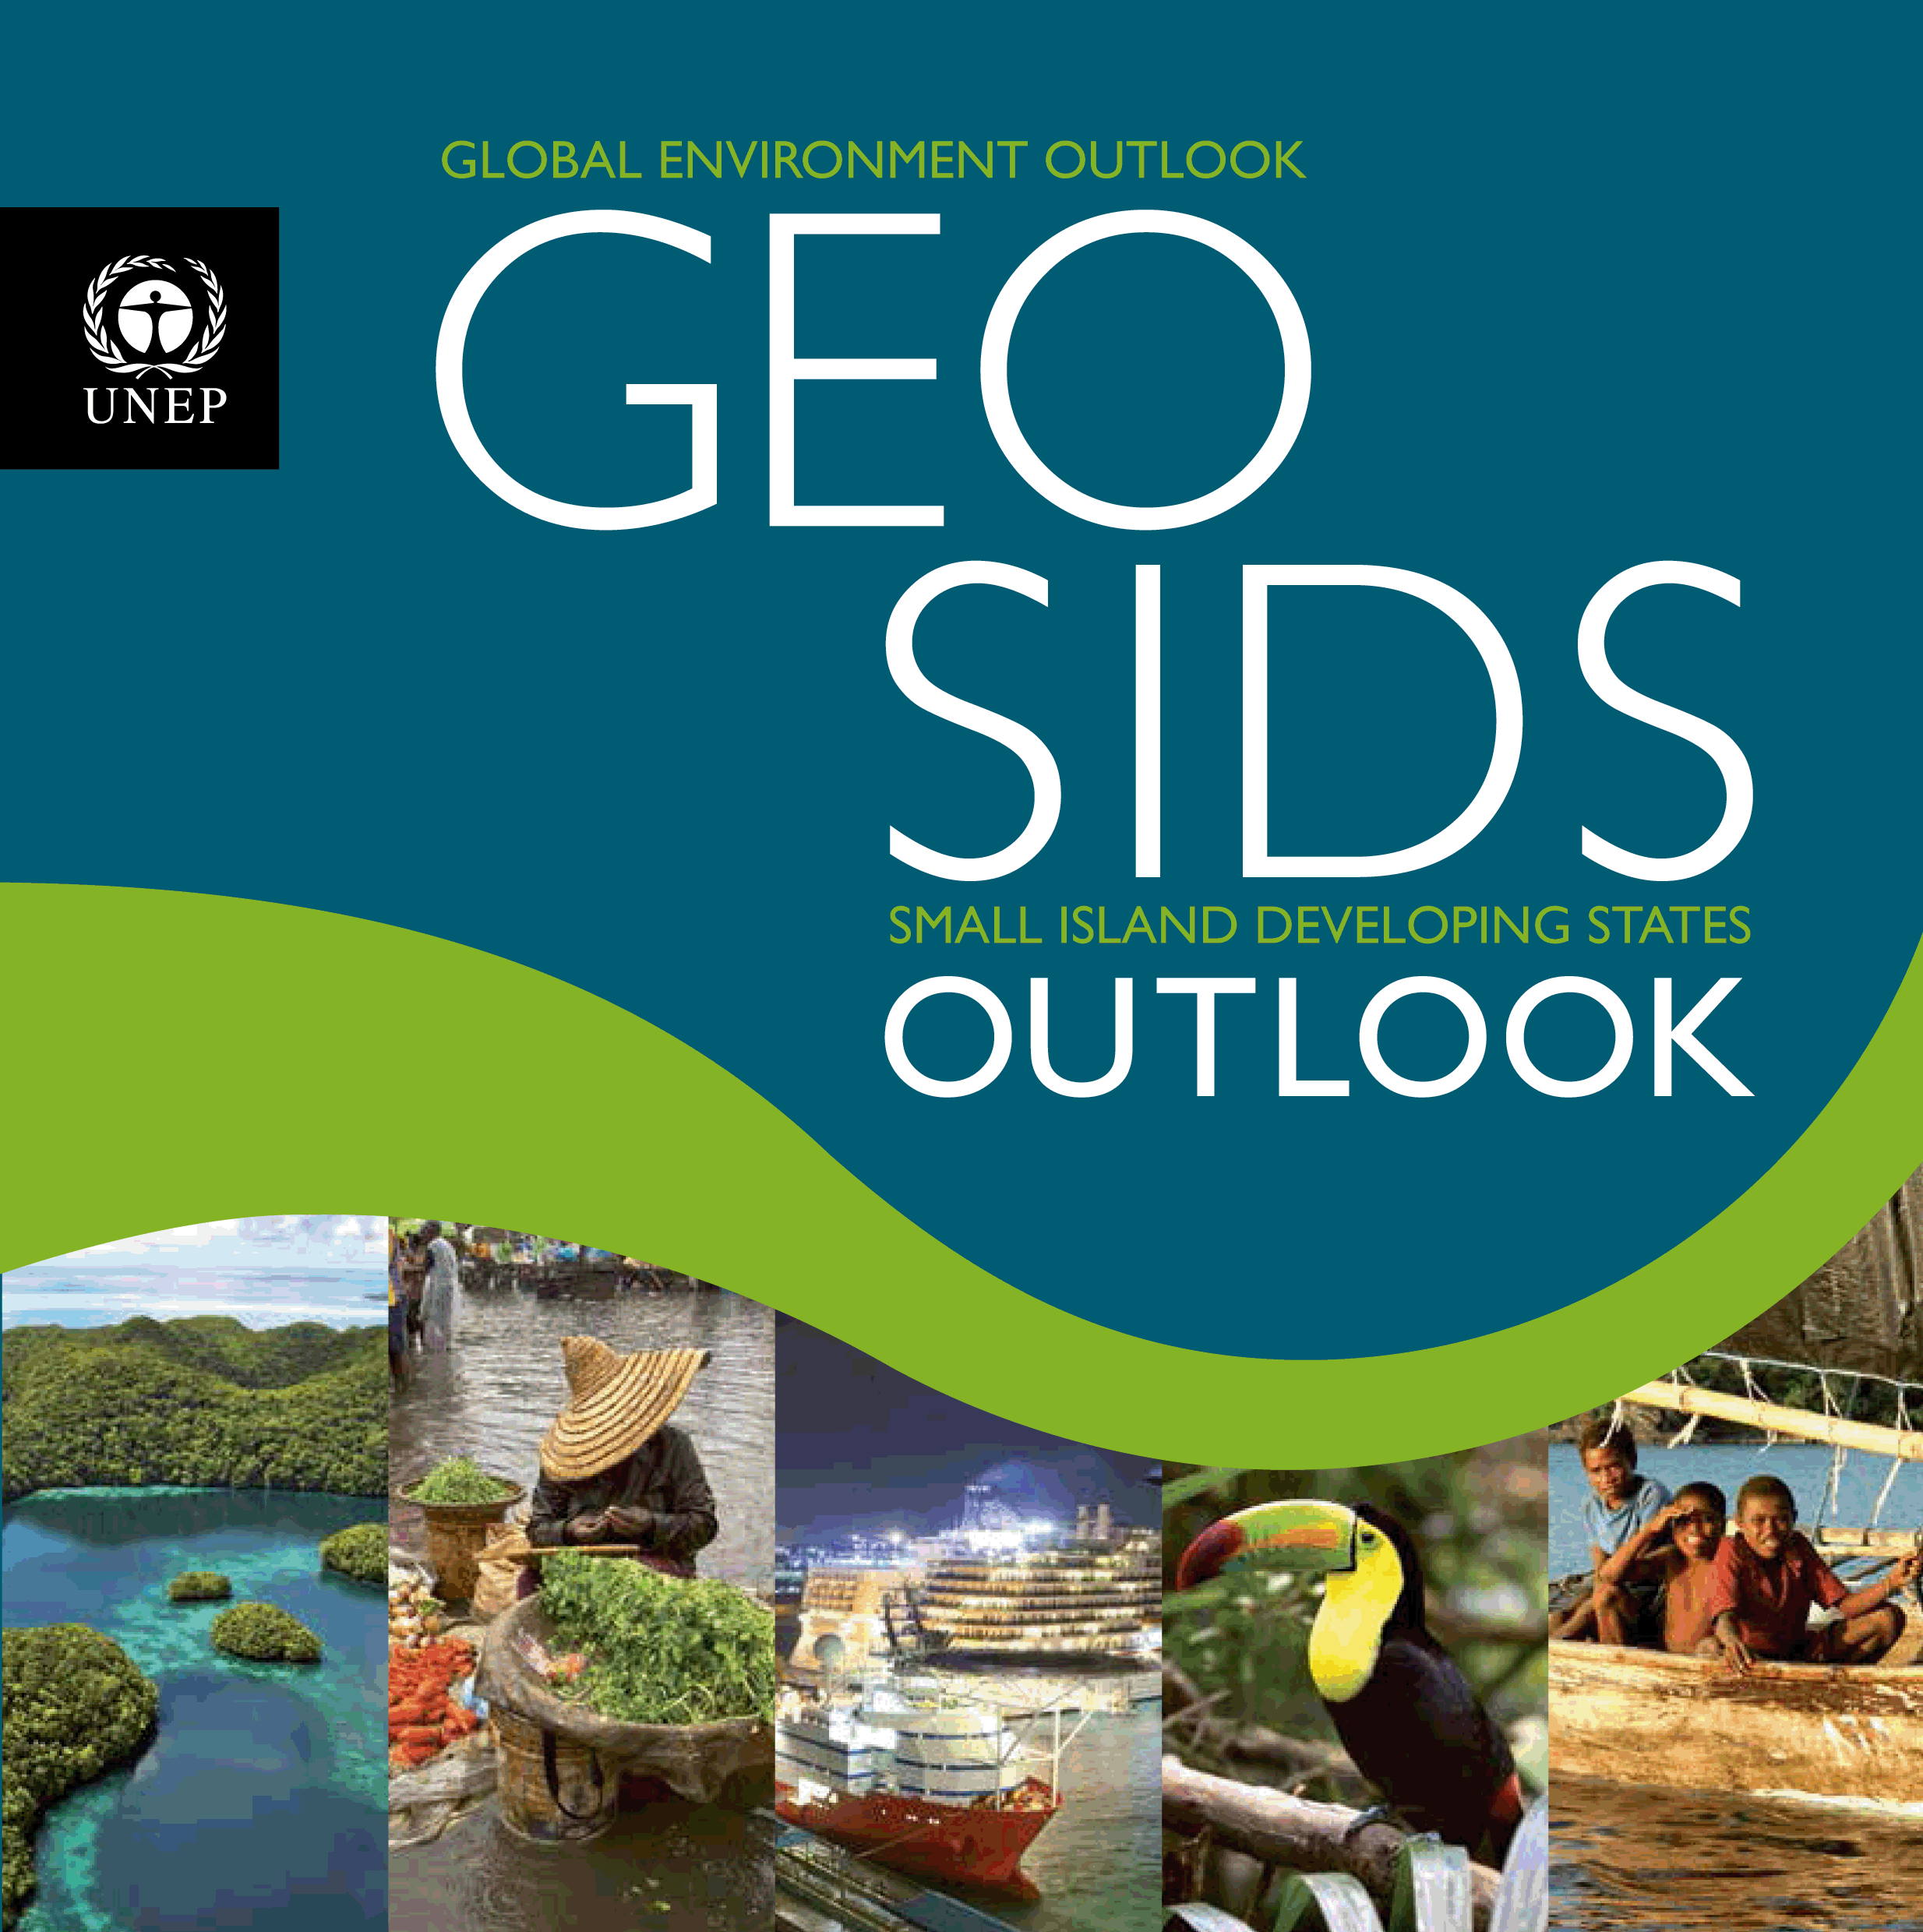 GLOBAL ENVIRONMENT OUTLOOK
GEO
UNEP
SIDS
SMALL ISLAND DEVELOPING STATES
OUTLOOK